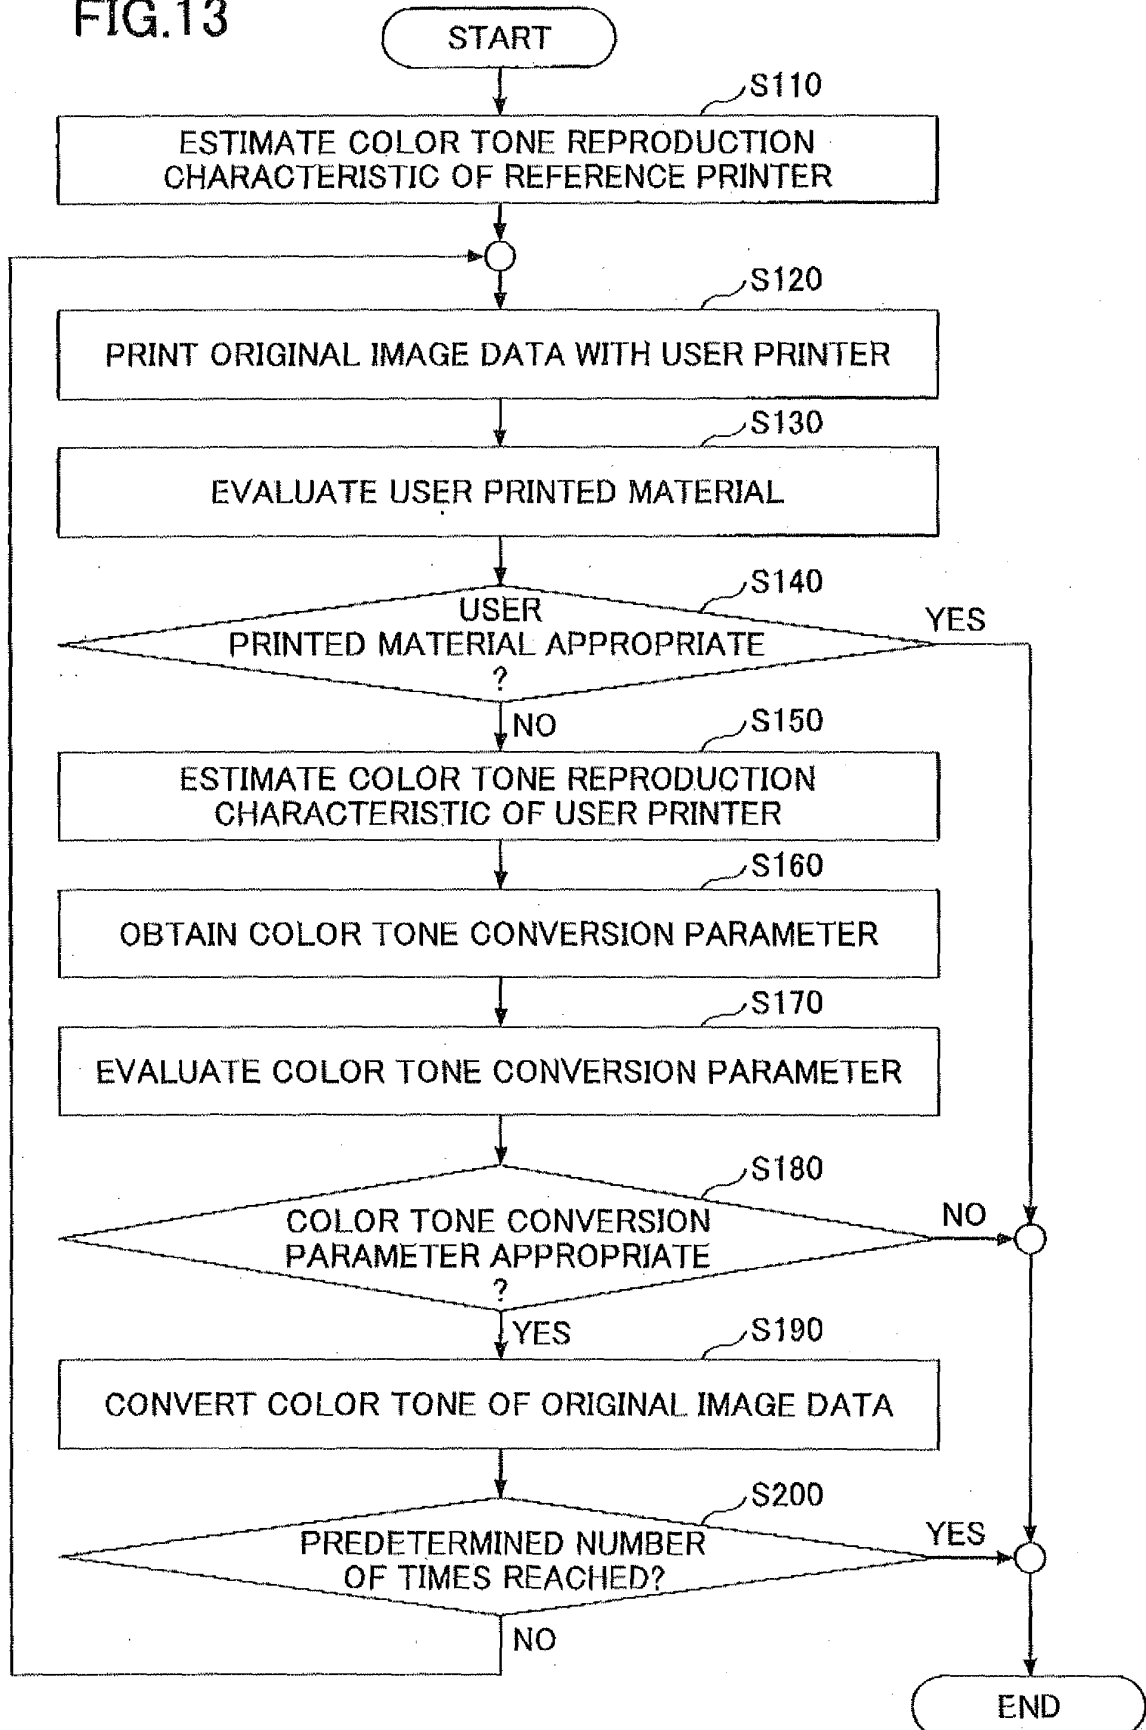 FIG.13
START
S110
ESTIMATE COLOR TONE REPRODUCTION
CHARACTERISTIC OF REFERENCE PRINTER
S120
PRINT ORIGINAL IMAGE DATA WITH USER PRINTER
S130
EVALUATE USER PRINTED MATERIAL
S140
USER
PRINTED MATERIAL APPROPRIATE
?
YES
NO
S150
ESTIMATE COLOR TONE REPRODUCTION
CHARACTERISTIC OF USER PRINTER
S160
OBTAIN COLOR TONE CONVERSION PARAMETER
S170
EVALUATE COLOR TONE CONVERSION PARAMETER
S180
COLOR TONE CONVERSION
PARAMETER APPROPRIATE
?
NO
YES
S190
CONVERT COLOR TONE OF ORIGINAL IMAGE DATA
S200
PREDETERMINED NUMBER
OF TIMES REACHED?
YES
NO
END